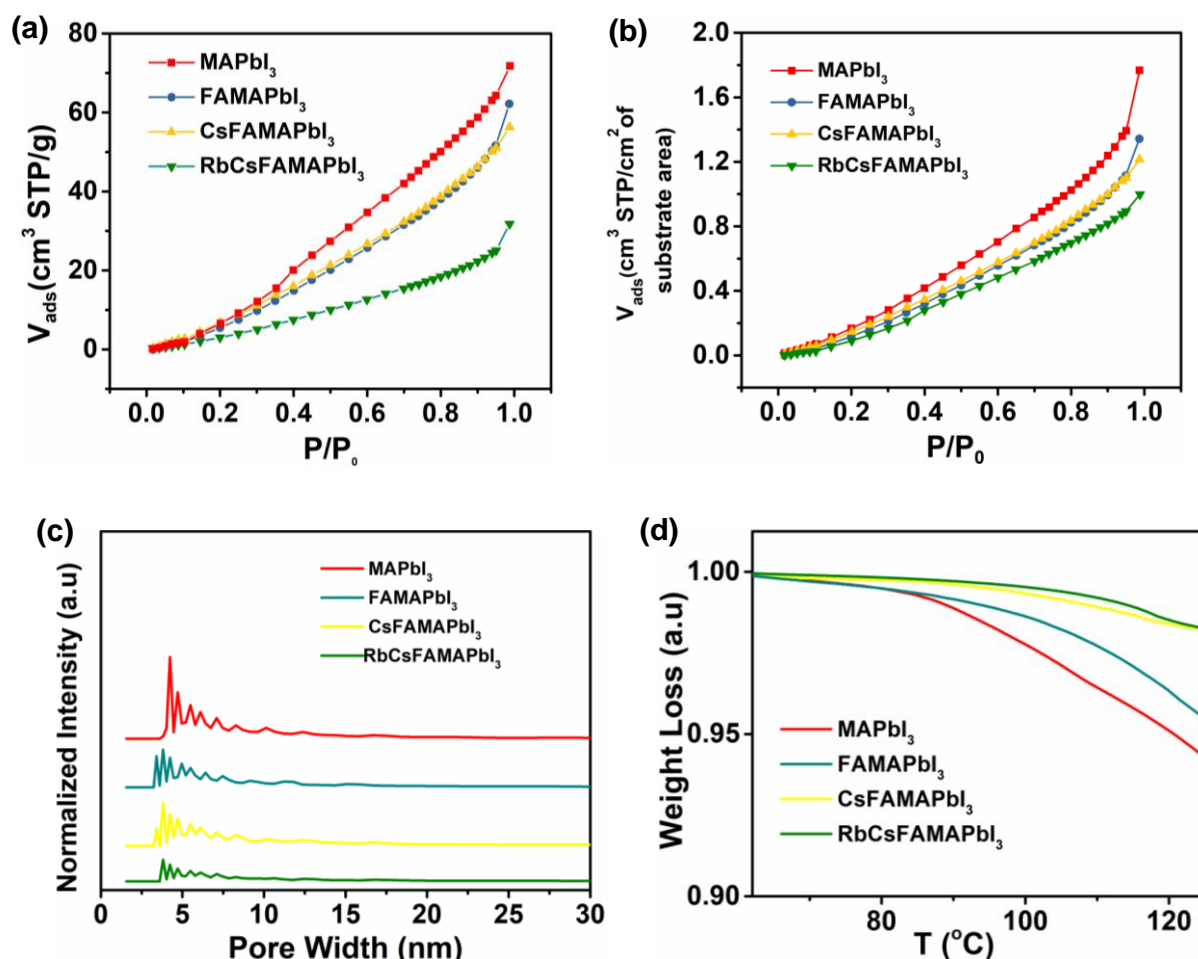 (a)
80
60
40
20
0
V_ads(cm³ STP/g)
MAPbI₃
FAMAPbI₃
CsFAMAPbI₃
RbCsFAMAPbI₃
0.0 0.2 0.4 0.6 0.8 1.0
P/P₀
(b)
2.0
1.6
1.2
0.8
0.4
0.0
V_ads(cm³ STP/cm² of
substrate area)
MAPbI₃
FAMAPbI₃
CsFAMAPbI₃
RbCsFAMAPbI₃
0.0 0.2 0.4 0.6 0.8 1.0
P/P₀
(c)
Normalized Intensity (a.u)
MAPbI₃
FAMAPbI₃
CsFAMAPbI₃
RbCsFAMAPbI₃
0 5 10 15 20 25 30
Pore Width (nm)
(d)
1.00
0.95
0.90
Weight Loss (a.u)
MAPbI₃
FAMAPbI₃
CsFAMAPbI₃
RbCsFAMAPbI₃
80 100 120
T (°C)